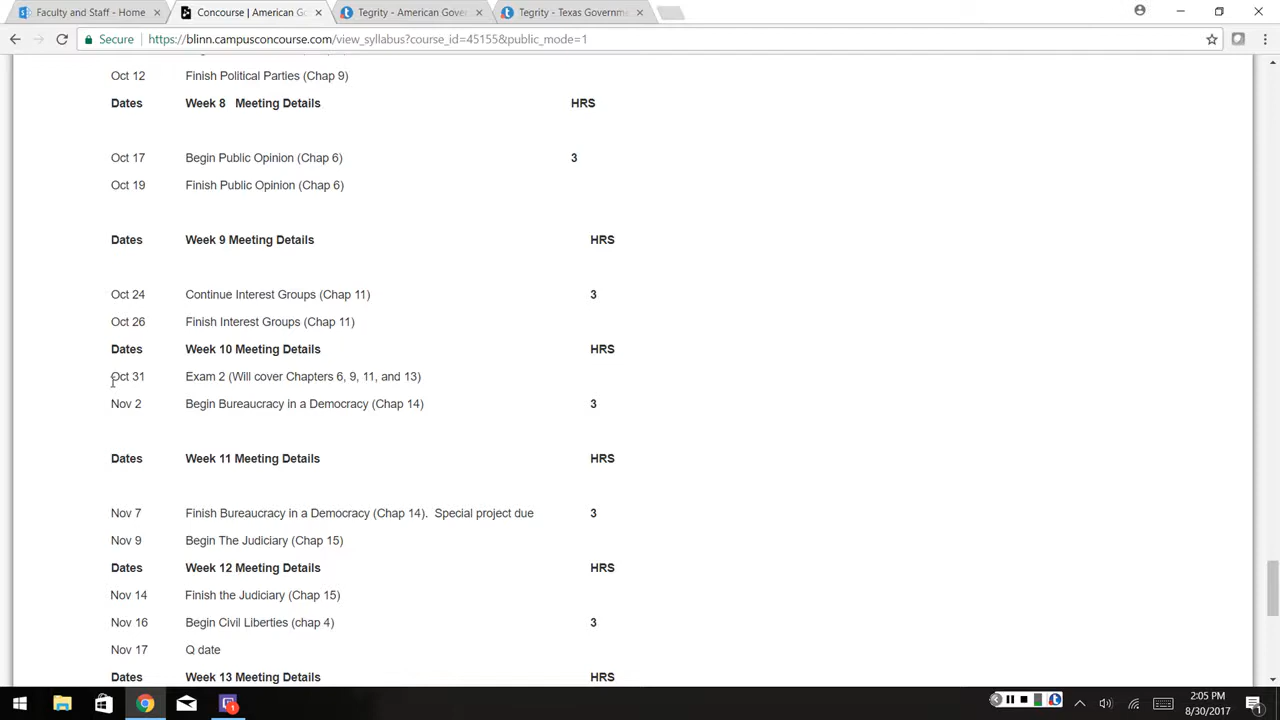 Faculty and Staff - Home
Concourse | American Go
Tegrity - American Gover
Tegrity - Texas Governme
Secure https://blinn.campusconcourse.com/view_syllabus?course_id=45155&public_mode=1
Oct 12 Finish Political Parties (Chap 9)
Dates Week 8 Meeting Details HRS
Oct 17 Begin Public Opinion (Chap 6) 3
Oct 19 Finish Public Opinion (Chap 6)
Dates Week 9 Meeting Details HRS
Oct 24 Continue Interest Groups (Chap 11) 3
Oct 26 Finish Interest Groups (Chap 11)
Dates Week 10 Meeting Details HRS
Oct 31 Exam 2 (Will cover Chapters 6, 9, 11, and 13)
Nov 2 Begin Bureaucracy in a Democracy (Chap 14) 3
Dates Week 11 Meeting Details HRS
Nov 7 Finish Bureaucracy in a Democracy (Chap 14). Special project due 3
Nov 9 Begin The Judiciary (Chap 15)
Dates Week 12 Meeting Details HRS
Nov 14 Finish the Judiciary (Chap 15)
Nov 16 Begin Civil Liberties (chap 4) 3
Nov 17 Q date
Dates Week 13 Meeting Details HRS
2:05 PM
8/30/2017